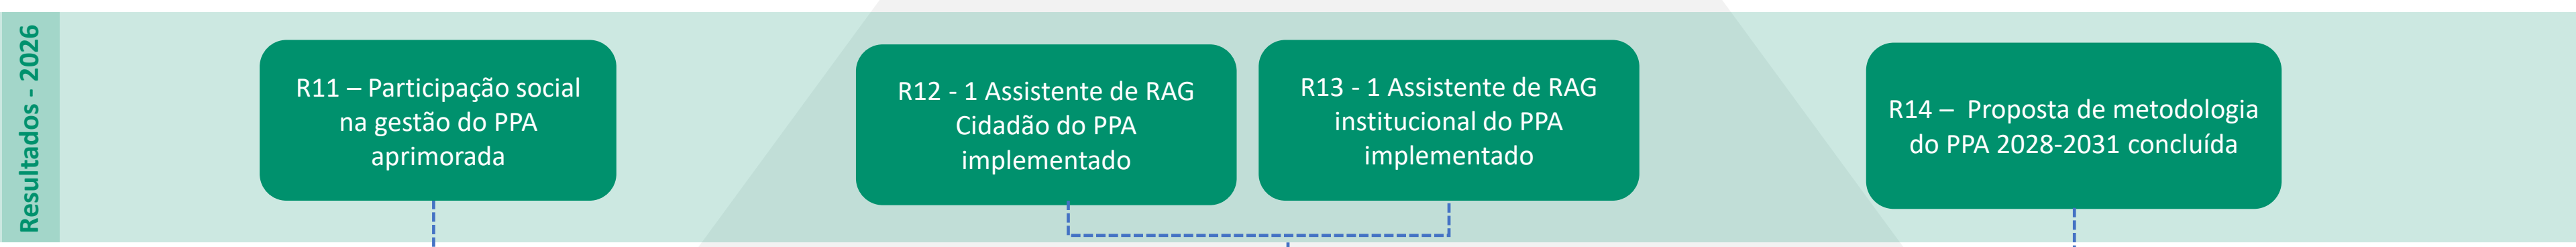 Resultados - 2026
R11 – Participação social
na gestão do PPA
aprimorada
R12 - 1 Assistente de RAG
Cidadão do PPA
implementado
R13 - 1 Assistente de RAG
institucional do PPA
implementado
R14 – Proposta de metodologia
do PPA 2028-2031 concluída